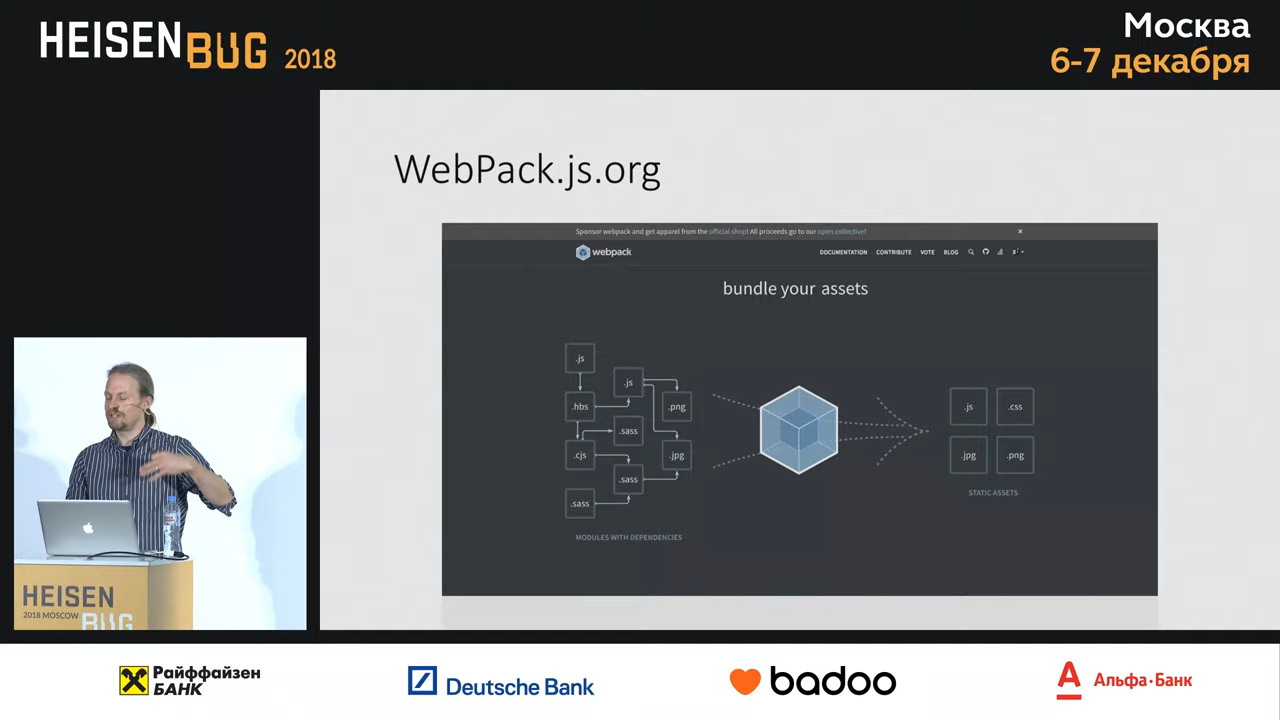 HEISENBUG 2018
Москва
6-7 декабря
WebPack.js.org
Sponsor webpack and get apparel from the official shop! All proceeds go to our open collective!
x
webpack
DOCUMENTATION CONTRIBUTE VOTE BLOG
bundle your assets
.js
.js
.hbs
.png
.sass
.cjs
.jpg
.sass
.sass
MODULES WITH DEPENDENCIES
.js .css
.jpg .png
STATIC ASSETS
HEISEN
2018 MOSCOW BUG
Райффайзен
БАНК
Deutsche Bank
badoo
Альфа·Банк